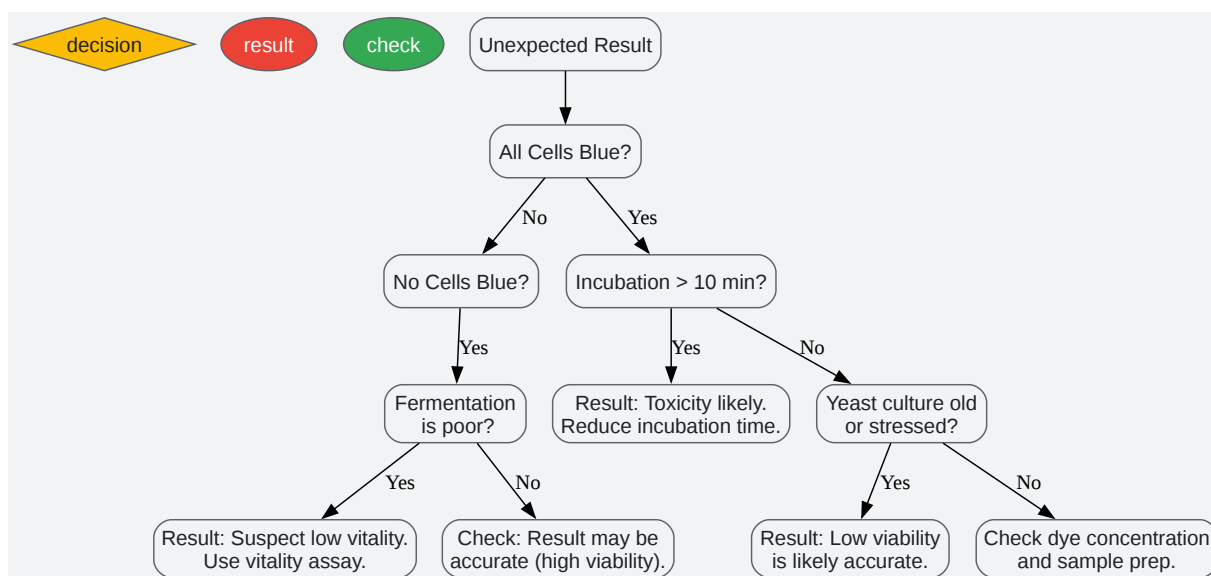 decision
result
check
Unexpected Result
All Cells Blue?
No
Yes
No Cells Blue?
Incubation > 10 min?
Yes
Yes
No
Fermentation
is poor?
Result: Toxicity likely.
Reduce incubation time.
Yeast culture old
or stressed?
Yes
No
Yes
No
Result: Suspect low vitality.
Use vitality assay.
Check: Result may be
accurate (high viability).
Result: Low viability
is likely accurate.
Check dye concentration
and sample prep.